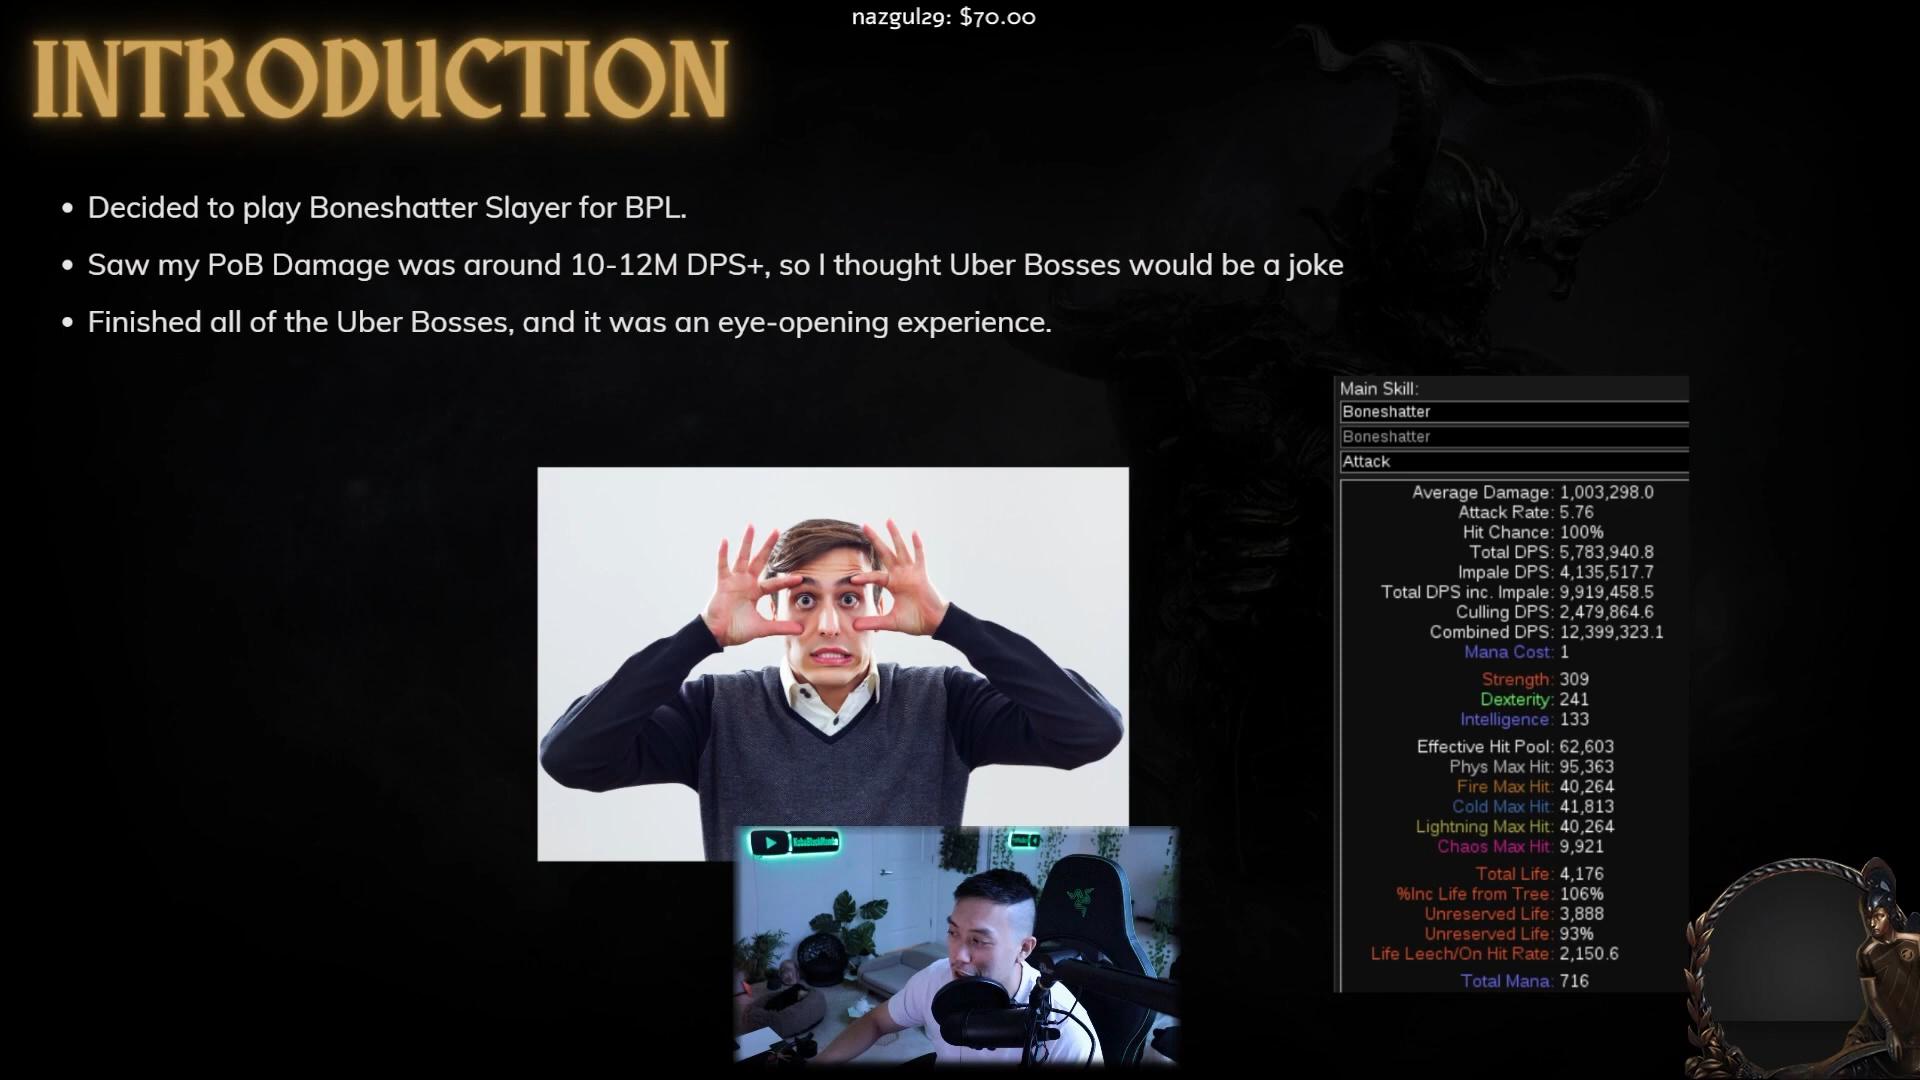 nazgul29: $70.00
INTRODUCTION
• Decided to play Boneshatter Slayer for BPL.
• Saw my PoB Damage was around 10-12M DPS+, so I thought Uber Bosses would be a joke
• Finished all of the Uber Bosses, and it was an eye-opening experience.
Main Skill:
Boneshatter
Boneshatter
Attack
Average Damage: 1,003,298.0
Attack Rate: 5.76
Hit Chance: 100%
Total DPS: 5,783,940.8
Impale DPS: 4,135,517.7
Total DPS inc. Impale: 9,919,458.5
Culling DPS: 2,479,864.6
Combined DPS: 12,399,323.1
Mana Cost: 1
Strength: 309
Dexterity: 241
Intelligence: 133
Effective Hit Pool: 62,603
Phys Max Hit: 95,363
Fire Max Hit: 40,264
Cold Max Hit: 41,813
Lightning Max Hit: 40,264
Chaos Max Hit: 9,921
Total Life: 4,176
%Inc Life from Tree: 106%
Unreserved Life: 3,888
Unreserved Life: 93%
Life Leech/On Hit Rate: 2,150.6
Total Mana: 716